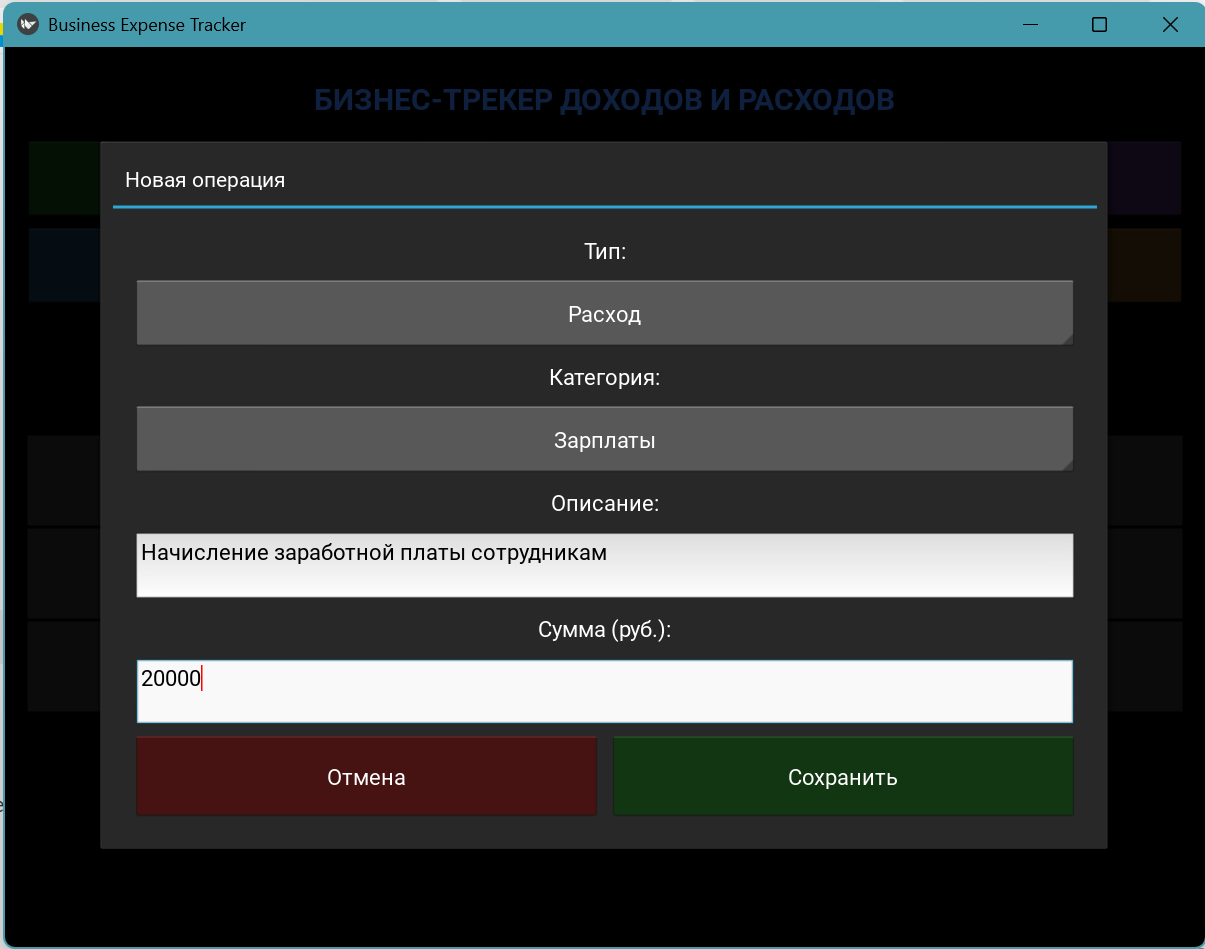 Business Expense Tracker
БИЗНЕС-ТРЕКЕР ДОХОДОВ И РАСХОДОВ
Новая операция
Тип:
Расход
Категория:
Зарплаты
Описание:
Начисление заработной платы сотрудникам
Сумма (руб.):
20000
Отмена
Сохранить